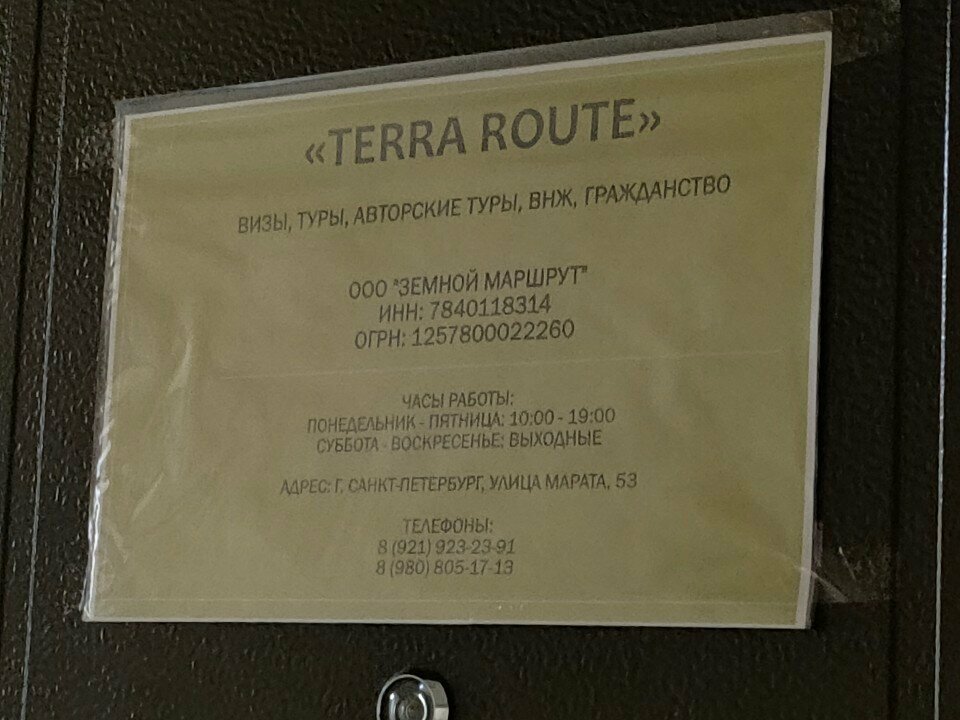 «TERRA ROUTE»
ВИЗЫ, ТУРЫ, АВТОРСКИЕ ТУРЫ, ВНЖ, ГРАЖДАНСТВО
ООО "ЗЕМНОЙ МАРШРУТ"
ИНН: 7840118314
ОГРН: 1257800022260
ЧАСЫ РАБОТЫ:
ПОНЕДЕЛЬНИК - ПЯТНИЦА: 10:00 - 19:00
СУББОТА - ВОСКРЕСЕНЬЕ: ВЫХОДНЫЕ
АДРЕС: Г. САНКТ-ПЕТЕРБУРГ, УЛИЦА МАРАТА, 53
ТЕЛЕФОНЫ:
8 (921) 923-23-91
8 (980) 805-17-13